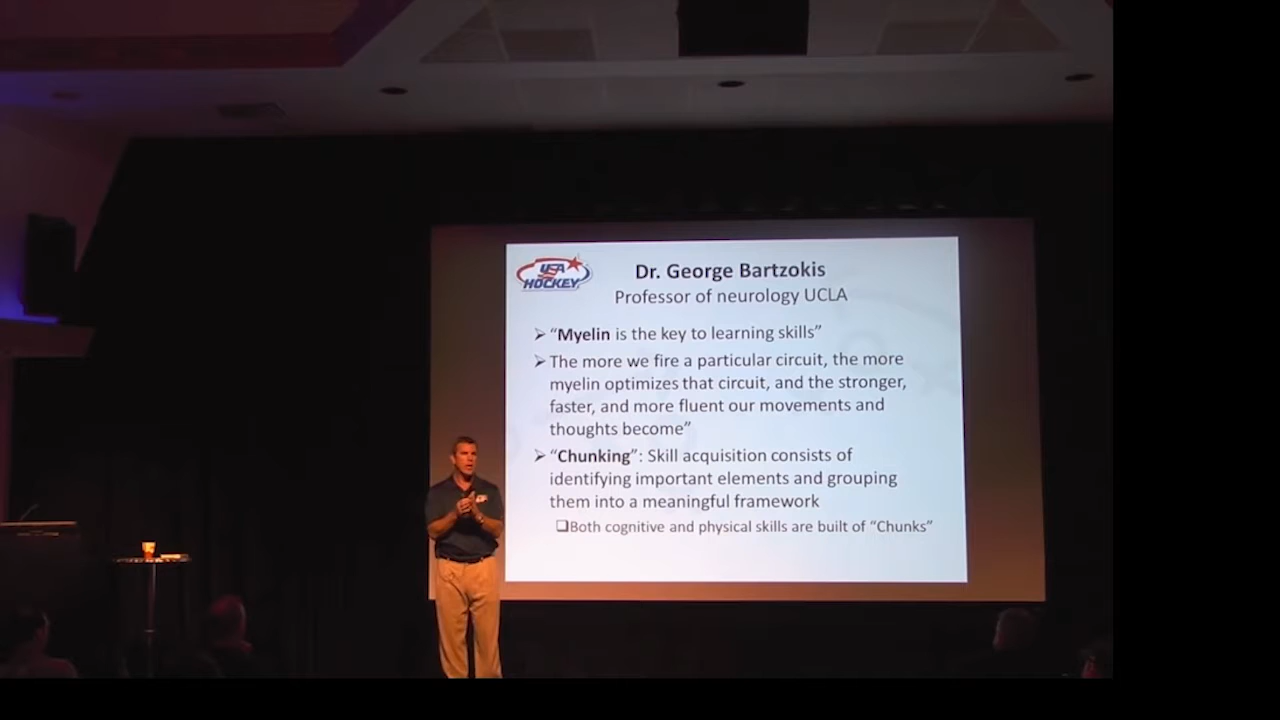 USA
HOCKEY
Dr. George Bartzokis
Professor of neurology UCLA
➢ “Myelin is the key to learning skills”
➢ The more we fire a particular circuit, the more
myelin optimizes that circuit, and the stronger,
faster, and more fluent our movements and
thoughts become”
➢ “Chunking”: Skill acquisition consists of
identifying important elements and grouping
them into a meaningful framework
❑Both cognitive and physical skills are built of “Chunks”